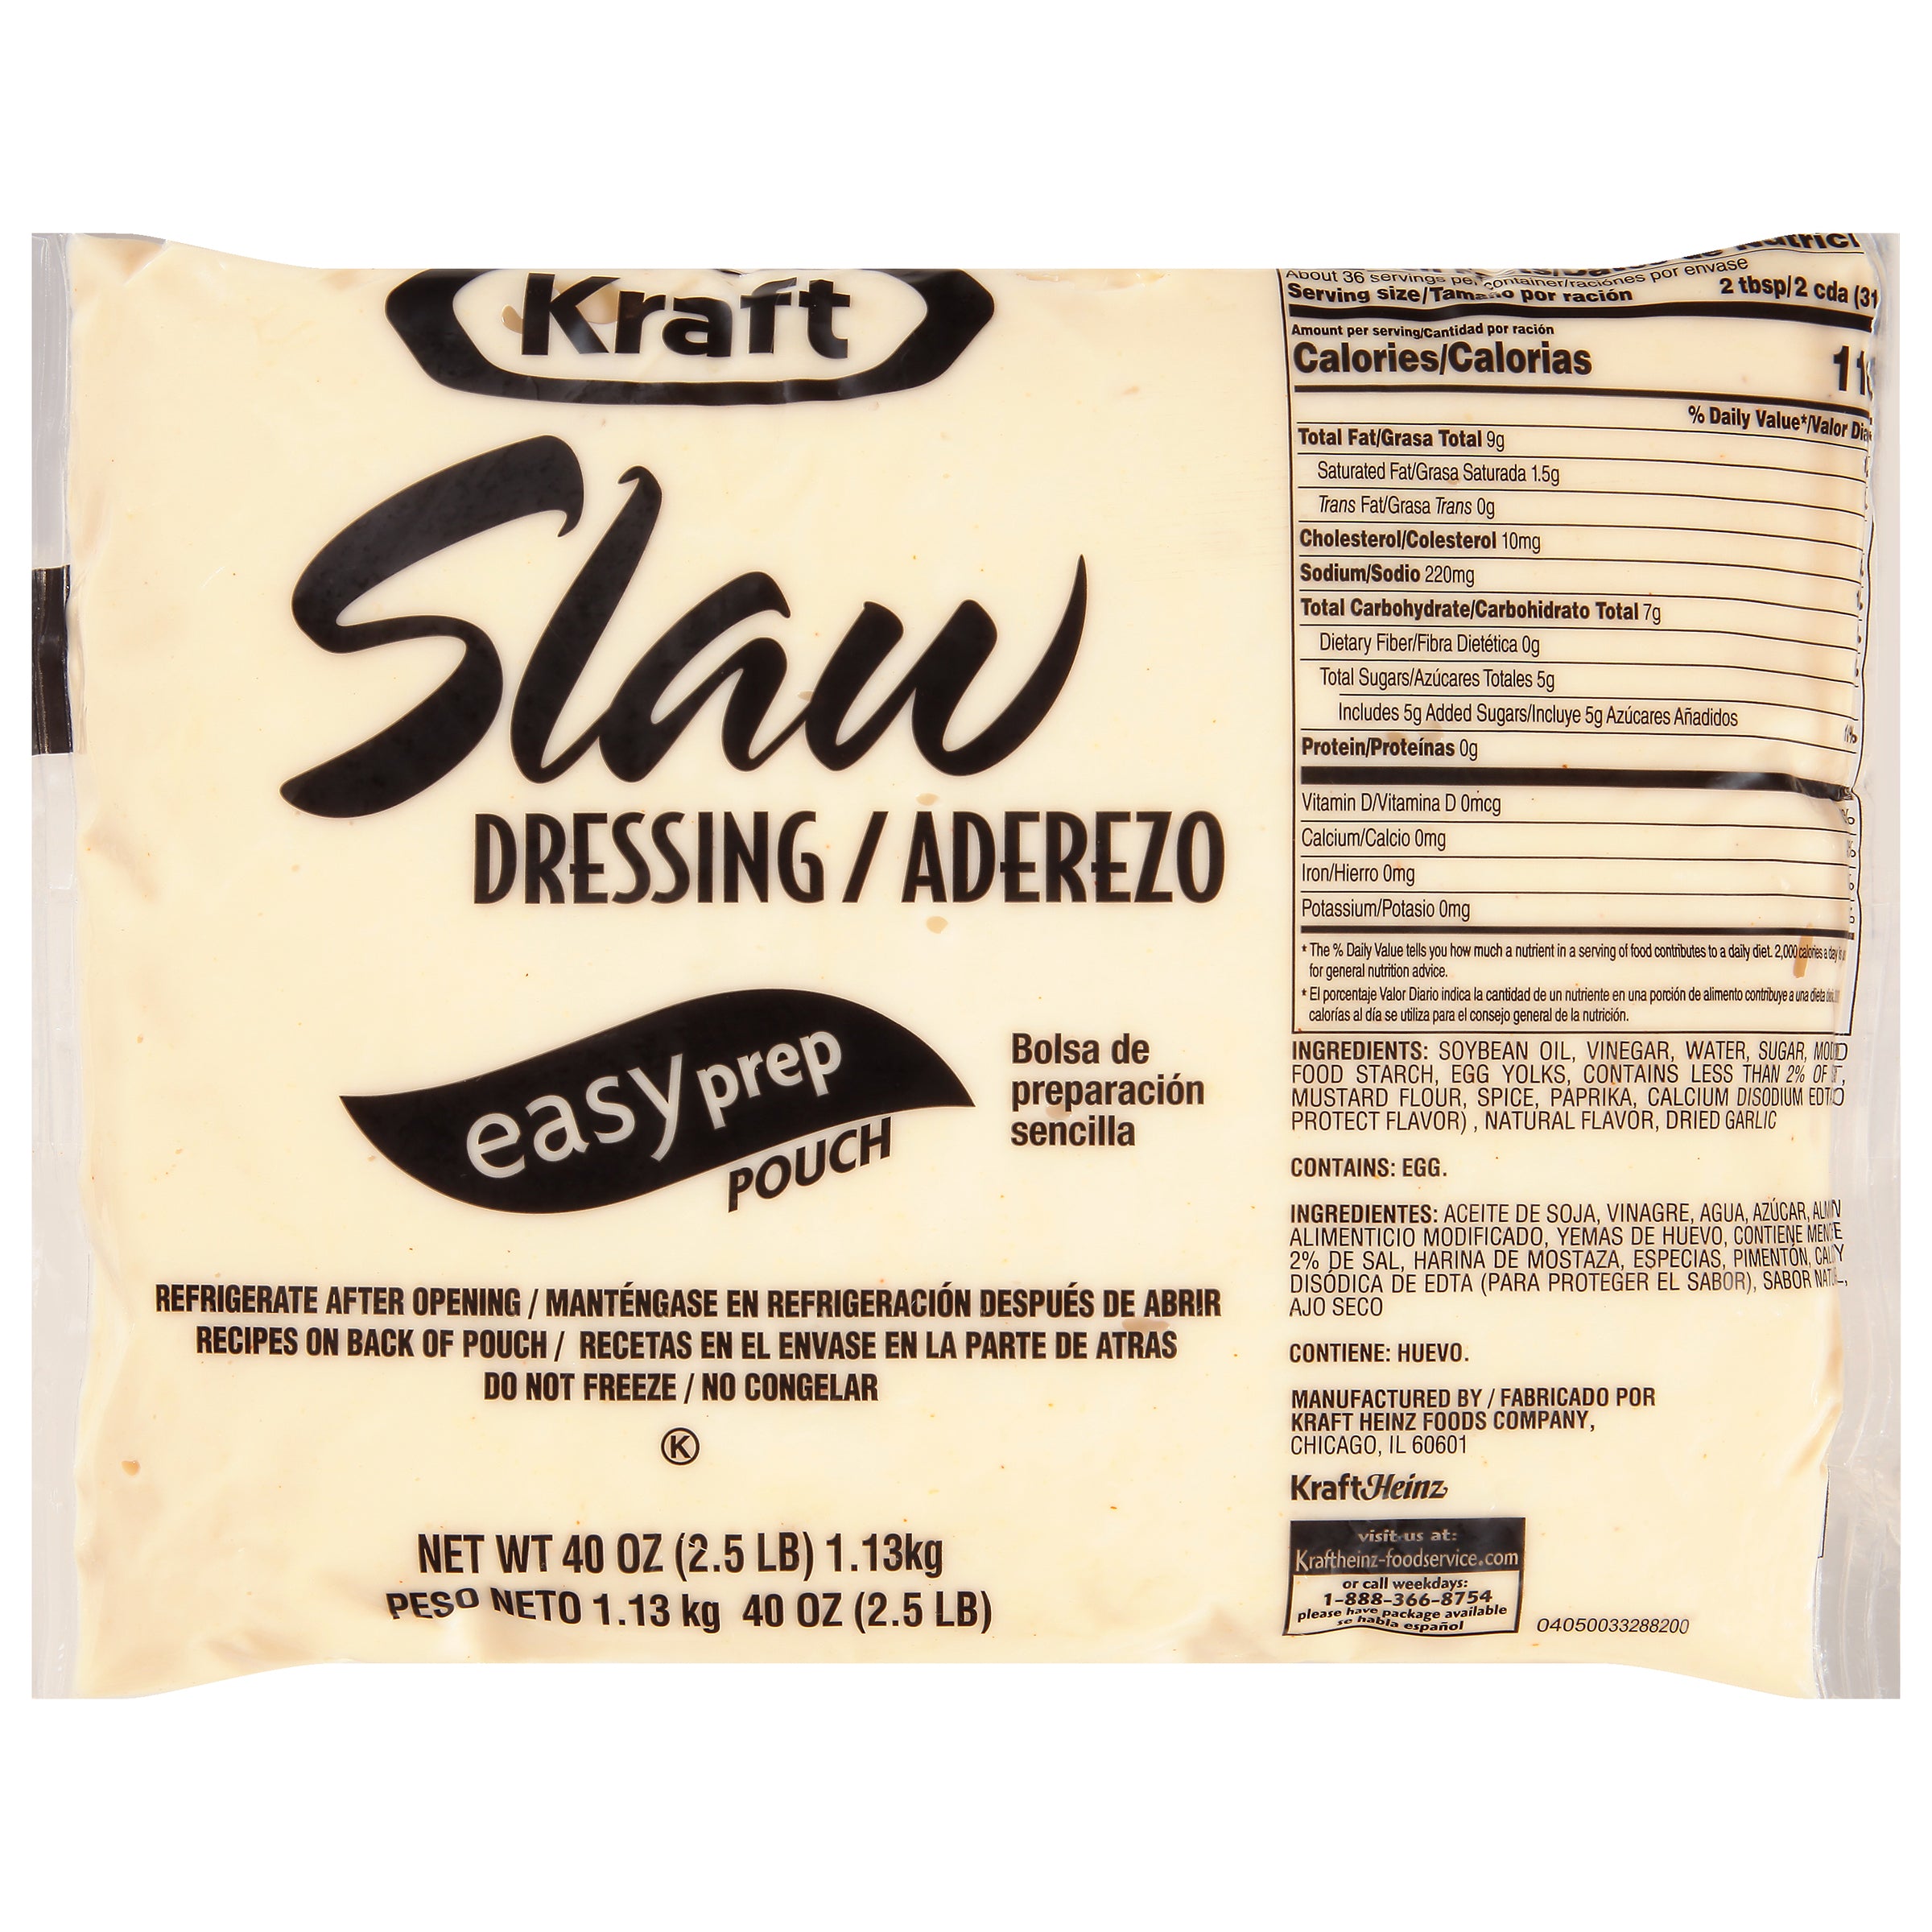 Kraft
Slaw
DRESSING / ADEREZO
easy prep
POUCH
Bolsa de
preparación
sencilla
REFRIGERATE AFTER OPENING / MANTÉNGASE EN REFRIGERACIÓN DESPUÉS DE ABRIR
RECIPES ON BACK OF POUCH / RECETAS EN EL ENVASE EN LA PARTE DE ATRAS
DO NOT FREEZE / NO CONGELAR
K
NET WT 40 OZ (2.5 LB) 1.13kg
PESO NETO 1.13 kg 40 OZ (2.5 LB)
About 36 servings per container/raciones por envase
Serving size/Tamaño por ración 2 tbsp/2 cda (31
Amount per serving/Cantidad por ración
Calories/Calorias
% Daily Value*/Valor
Total Fat/Grasa Total 9g
Saturated Fat/Grasa Saturada 1.5g
Trans Fat/Grasa Trans 0g
Cholesterol/Colesterol 10mg
Sodium/Sodio 220mg
Total Carbohydrate/Carbohidrato Total 7g
Dietary Fiber/Fibra Dietética 0g
Total Sugars/Azúcares Totales 5g
Includes 5g Added Sugars/Incluye 5g Azúcares Añadidos
Protein/Proteínas 0g
Vitamin D/Vitamina D 0mcg
Calcium/Calcio 0mg
Iron/Hierro 0mg
Potassium/Potasio 0mg
* The % Daily Value tells you how much a nutrient in a serving of food contributes to a daily diet. 2,000 calories a day
for general nutrition advice.
* El porcentaje Valor Diario indica la cantidad de un nutriente en una porción de alimento contribuye a una dieta
calorías al día se utiliza para el consejo general de la nutrición.
INGREDIENTS: SOYBEAN OIL, VINEGAR, WATER, SUGAR,
FOOD STARCH, EGG YOLKS, CONTAINS LESS THAN 2% OF
MUSTARD FLOUR, SPICE, PAPRIKA, CALCIUM DISODIUM
PROTECT FLAVOR) , NATURAL FLAVOR, DRIED GARLIC
CONTAINS: EGG.
INGREDIENTES: ACEITE DE SOJA, VINAGRE, AGUA, AZÚCAR,
ALIMENTICIO MODIFICADO, YEMAS DE HUEVO, CONTIENE
2% DE SAL, HARINA DE MOSTAZA, ESPECIAS, PIMENTÓN,
DISÓDICA DE EDTA (PARA PROTEGER EL SABOR), SABOR
AJO SECO
CONTIENE: HUEVO.
MANUFACTURED BY / FABRICADO POR
KRAFT HEINZ FOODS COMPANY,
CHICAGO, IL 60601
KraftHeinz
visit us at:
Kraftheinz-foodservice.com
or call weekdays:
1-888-366-8754
please have package available
se habla español
04050033288200